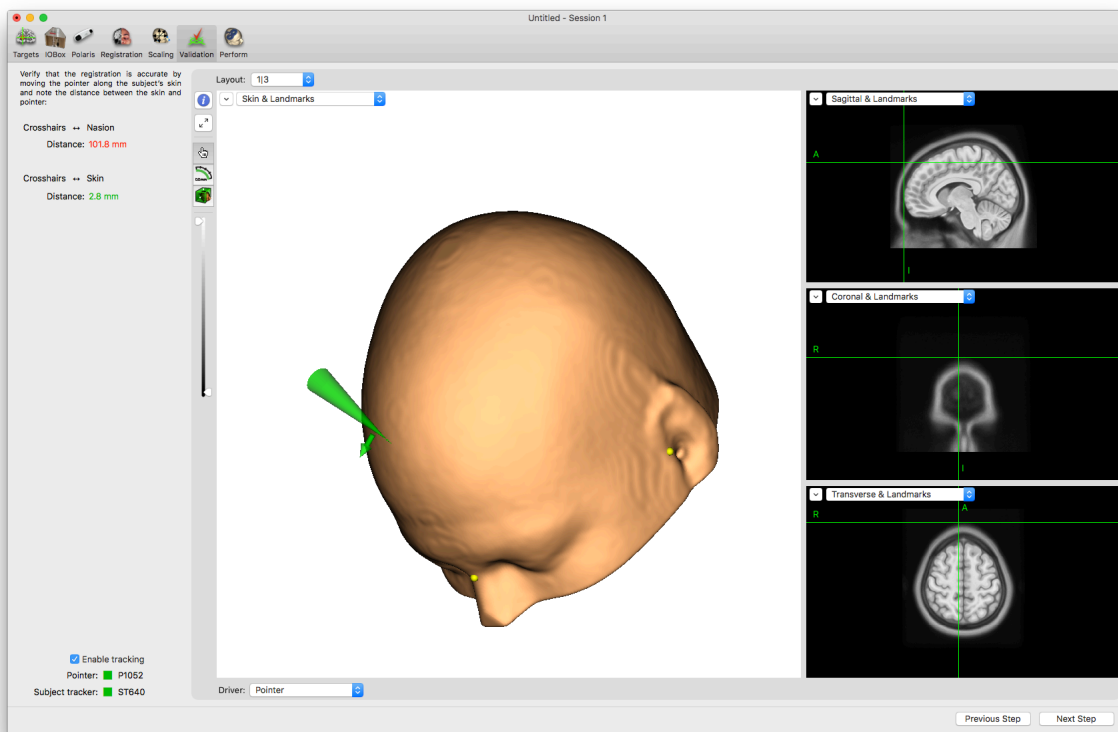 Untitled - Session 1
Targets IOBox Polaris Registration Scaling Validation Perform
Verify that the registration is accurate by
moving the pointer along the subject's skin
and note the distance between the skin and
pointer:
Crosshairs ↔ Nasion
Distance: 101.8 mm
Crosshairs ↔ Skin
Distance: 2.8 mm
Enable tracking
Pointer: P1052
Subject tracker: ST640
Layout: 1|3
Skin & Landmarks
Driver: Pointer
Sagittal & Landmarks
A
I
Coronal & Landmarks
R
I
Transverse & Landmarks
A
R
Previous Step Next Step